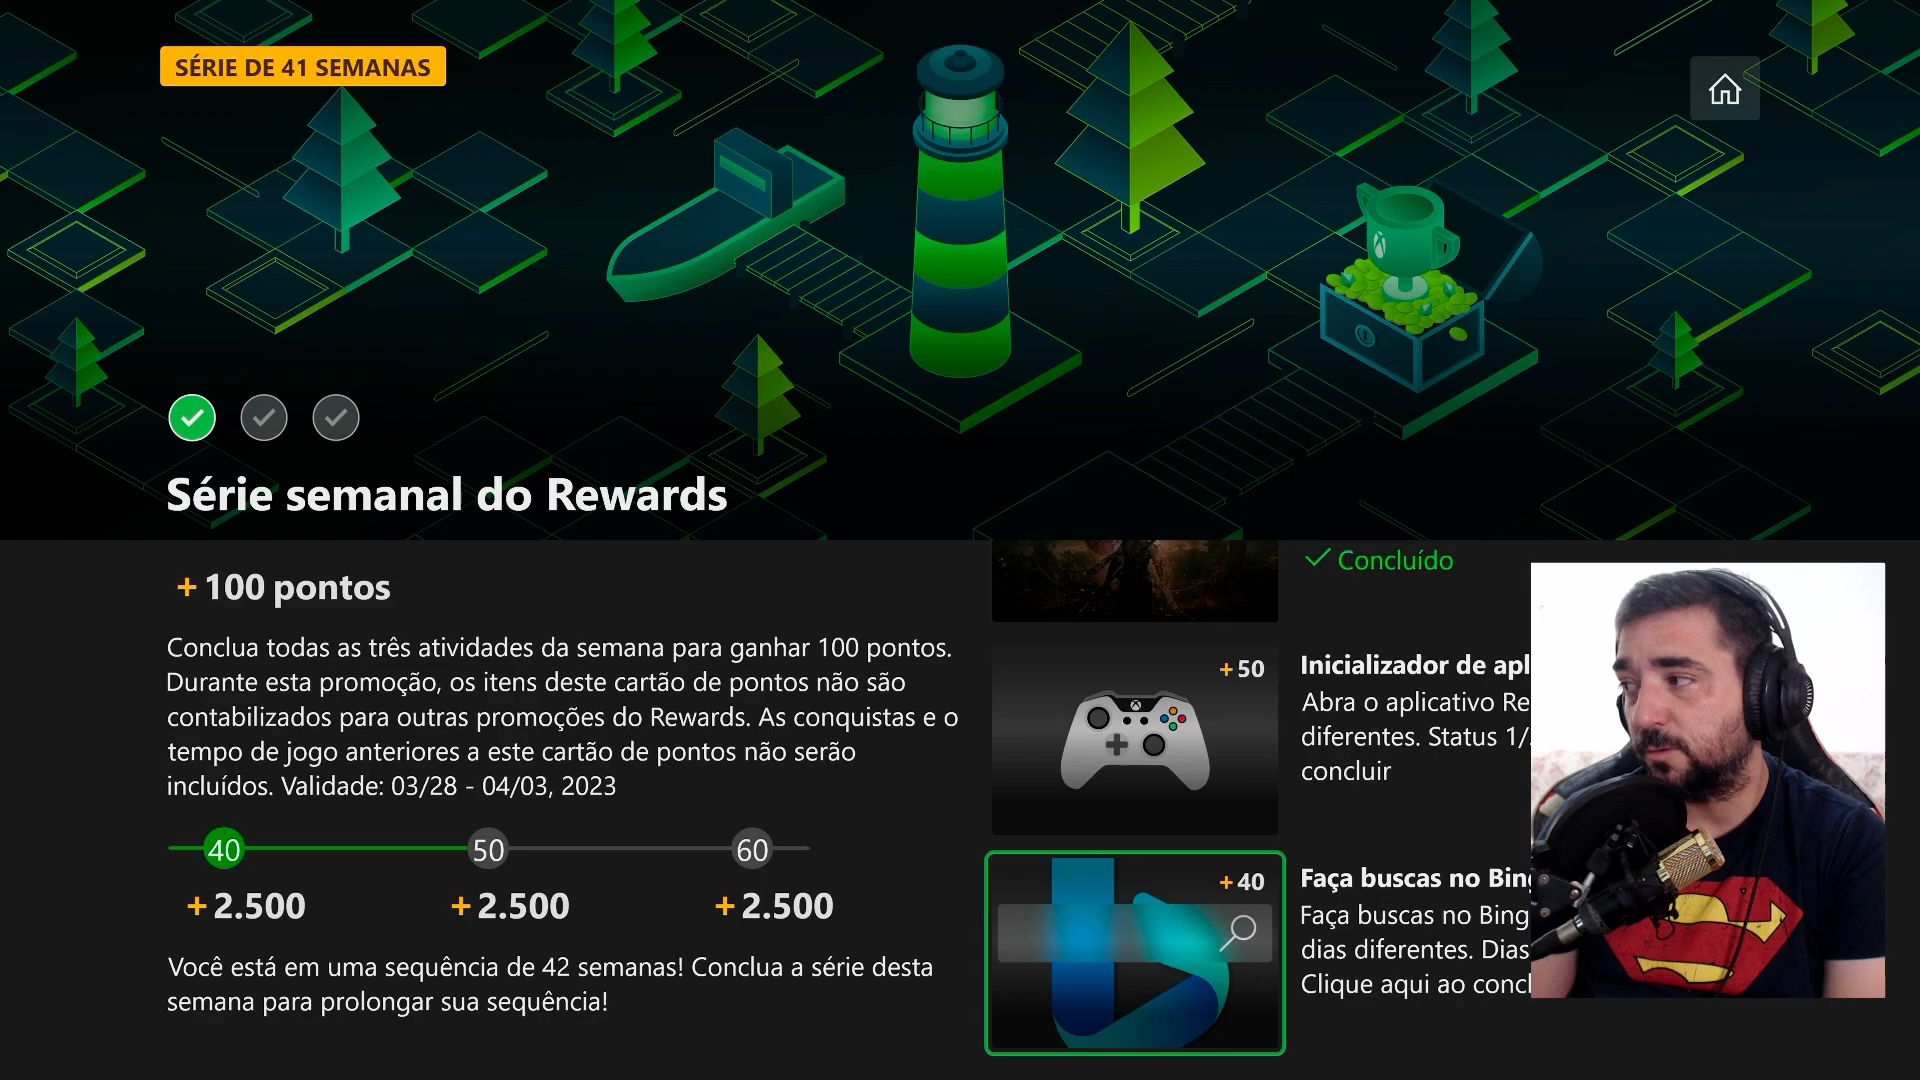 SÉRIE DE 41 SEMANAS
Série semanal do Rewards
+ 100 pontos
Conclua todas as três atividades da semana para ganhar 100 pontos.
Durante esta promoção, os itens deste cartão de pontos não são
contabilizados para outras promoções do Rewards. As conquistas e o
tempo de jogo anteriores a este cartão de pontos não serão
incluídos. Validade: 03/28 - 04/03, 2023
40 50 60
+2.500 +2.500 +2.500
Você está em uma sequência de 42 semanas! Conclua a série desta
semana para prolongar sua sequência!
Concluído
+50
Inicializador de apl
Abra o aplicativo Re
diferentes. Status 1/
concluir
+40
Faça buscas no Bing
Faça buscas no Bing
dias diferentes. Dias
Clique aqui ao concl